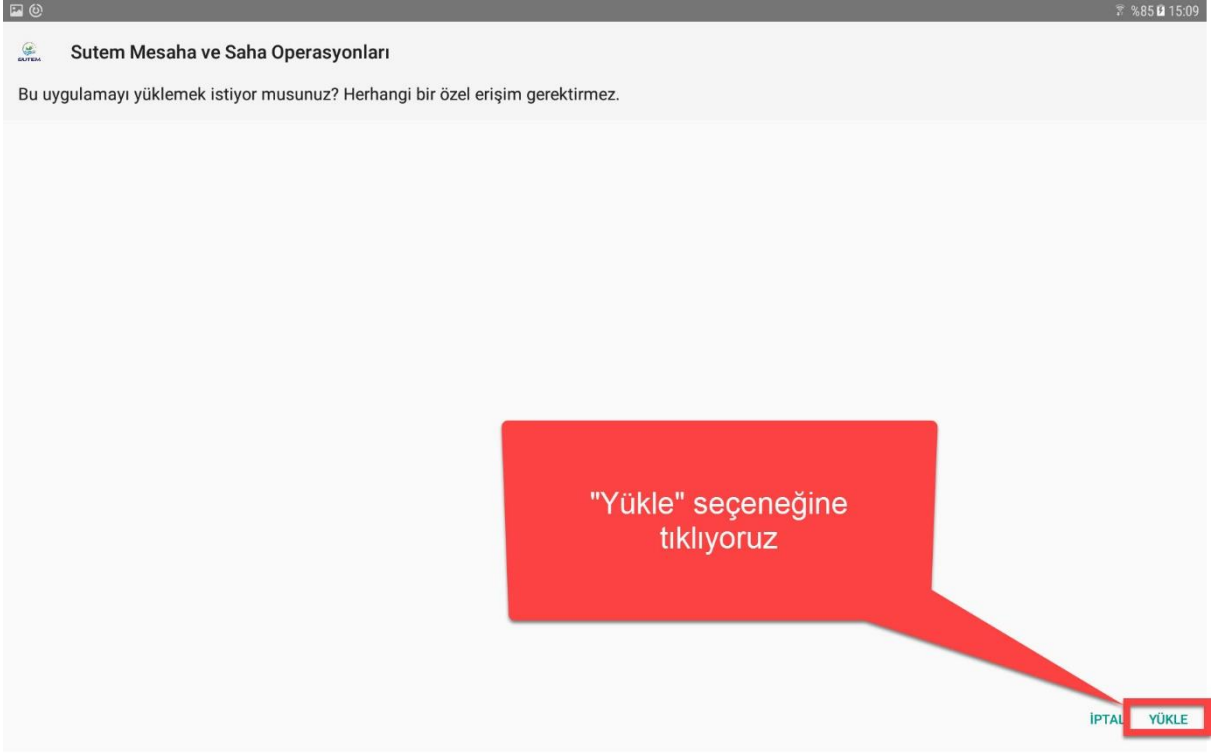 %85 15:09
SUTEM
Sutem Mesaha ve Saha Operasyonları
Bu uygulamayı yüklemek istiyor musunuz? Herhangi bir özel erişim gerektirmez.
"Yükle" seçeneğine
tıklıyoruz
İPTAL YÜKLE